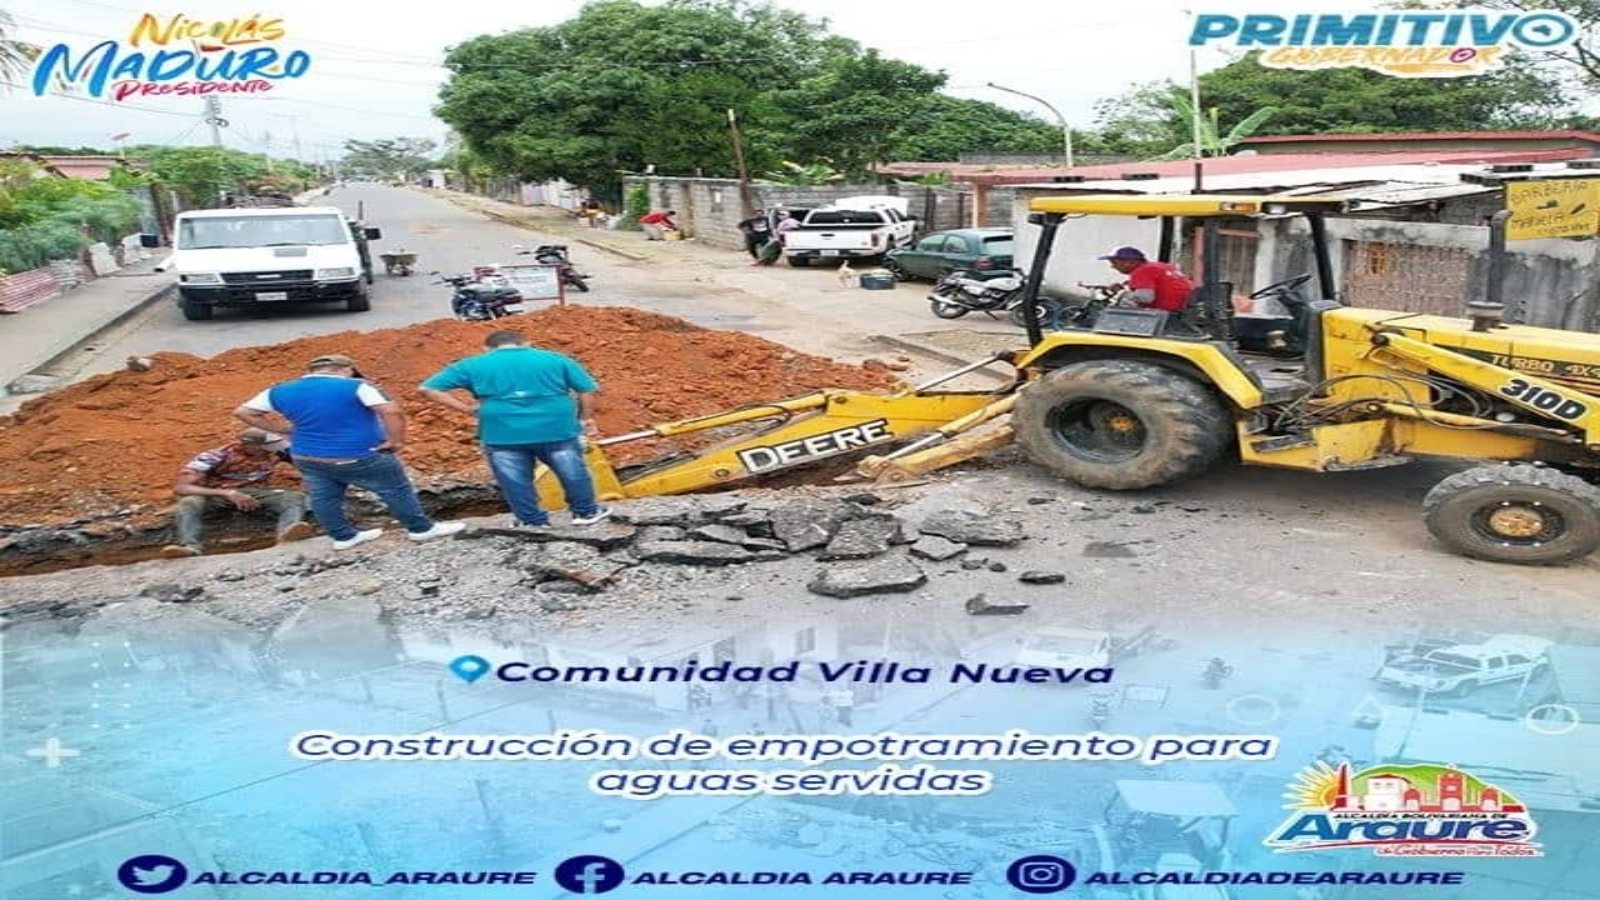 Nicolás
Maduro
Presidente
PRIMITIVO
GOBERNADOR
BARBERIA
TURBO 4X4
310D
DEERE
Comunidad Villa Nueva
Construcción de empotramiento para
aguas servidas
ALCALDÍA BOLIVARIANA DE
Araure
ALCALDIA_ARAURE
ALCALDIA ARAURE
ALCALDIADEARAURE